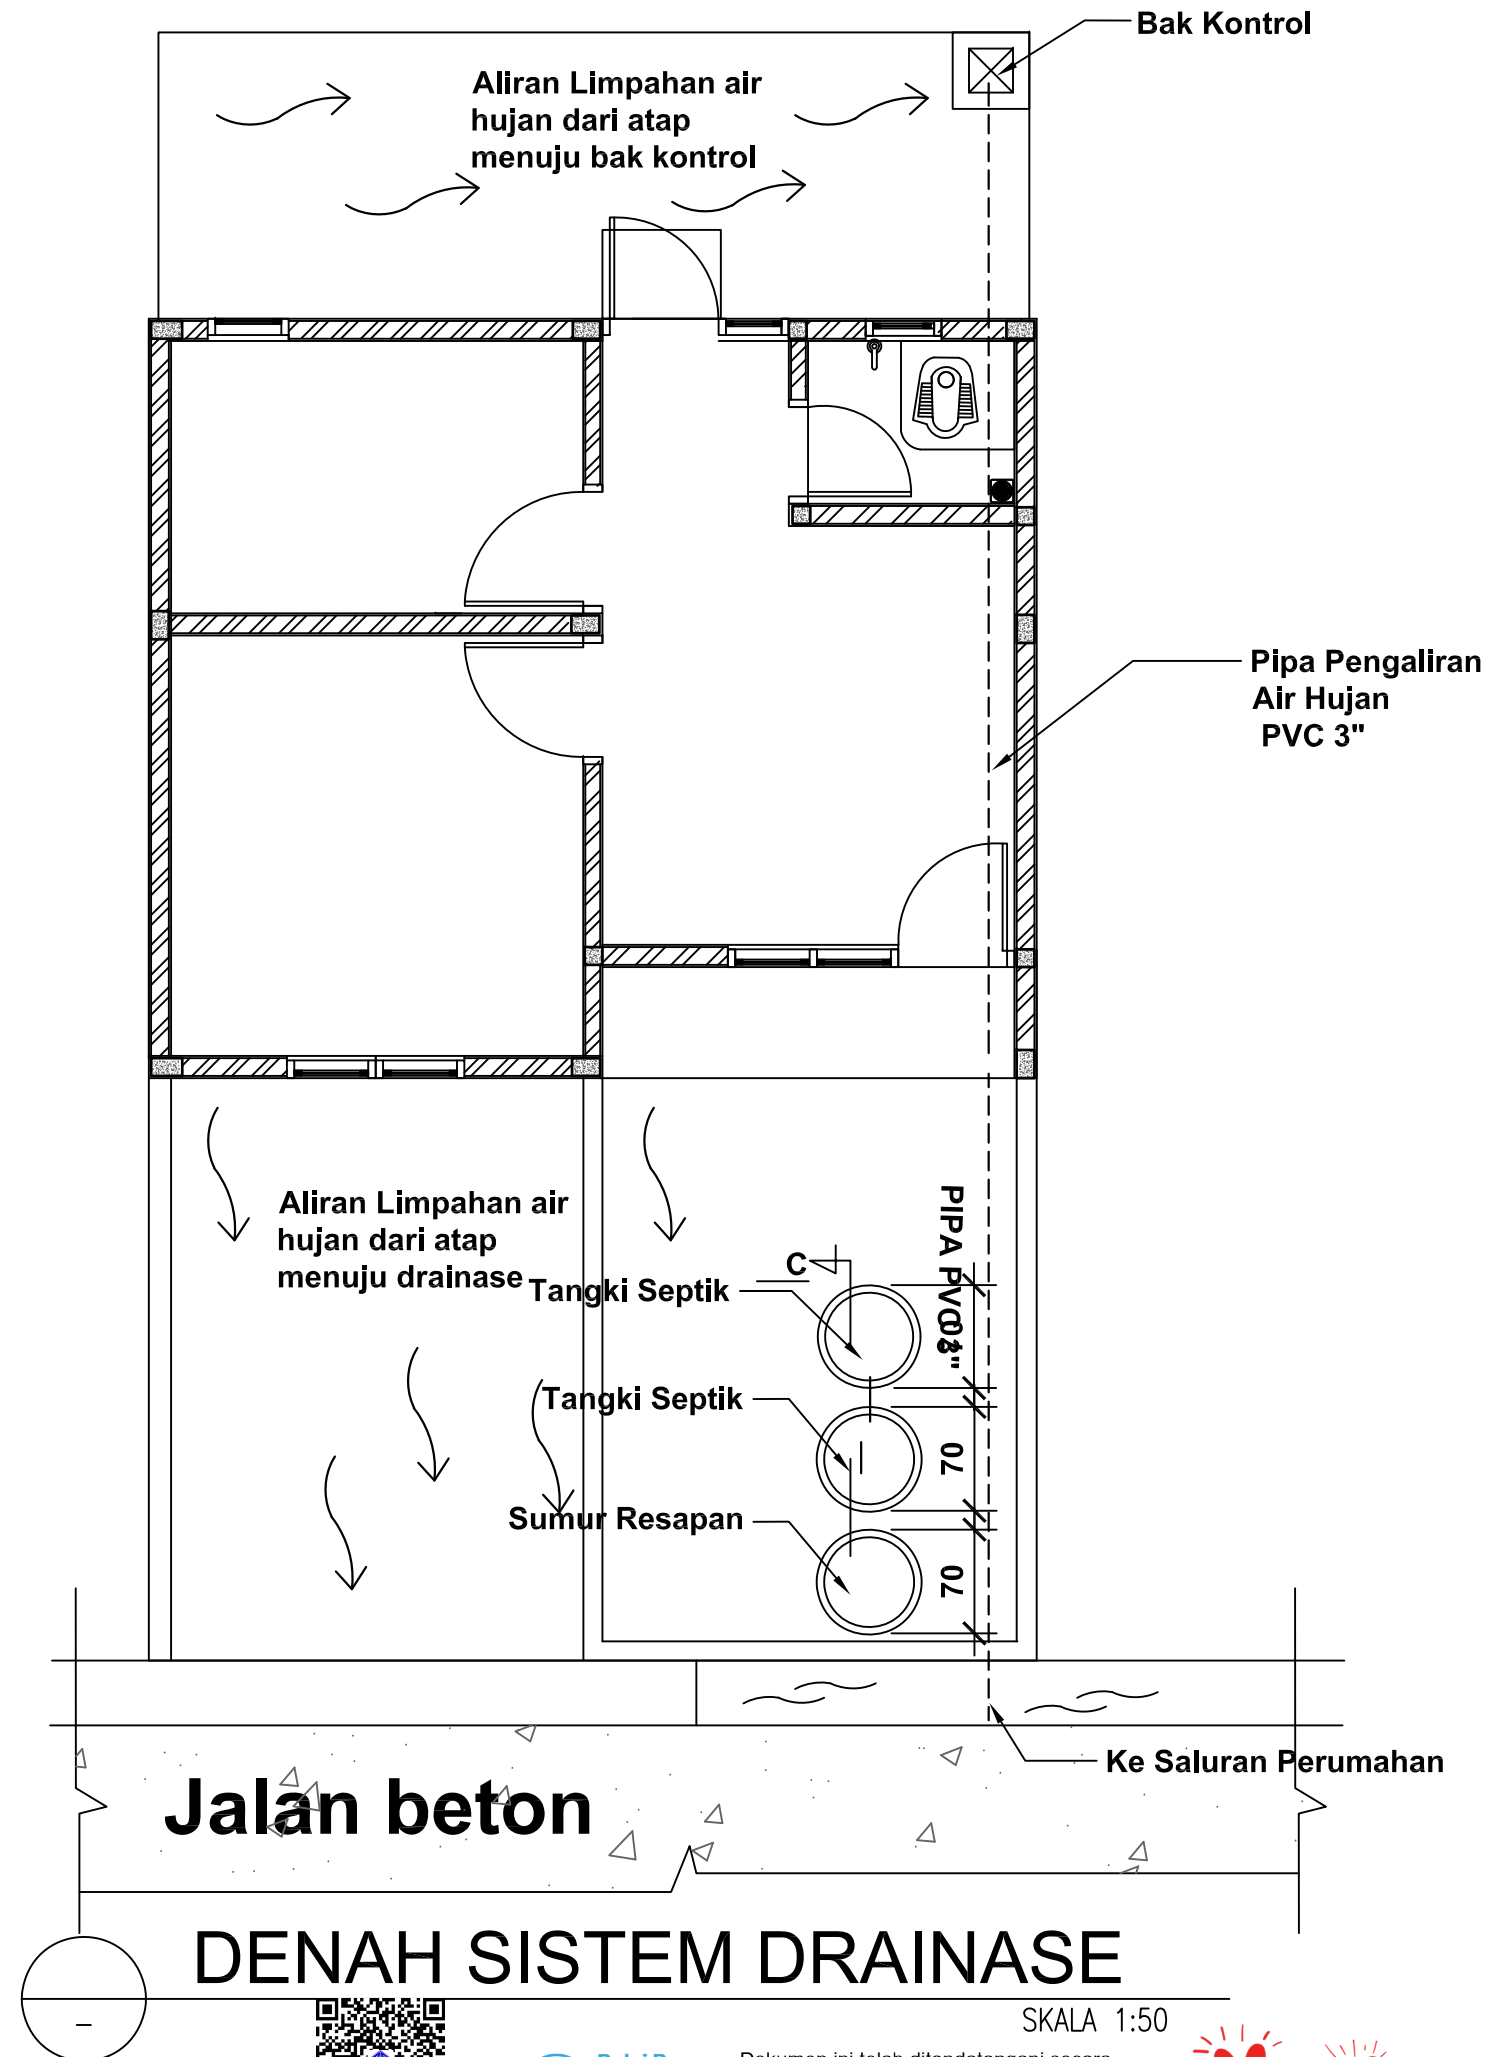 Bak Kontrol
Aliran Limpahan air
hujan dari atap
menuju bak kontrol
Pipa Pengaliran
Air Hujan
PVC 3"
PIPA PVC 3"
Aliran Limpahan air
hujan dari atap
menuju drainase
C
Tangki Septik
Tangki Septik
70
Sumur Resapan
70
Ke Saluran Perumahan
Jalan beton
DENAH SISTEM DRAINASE
SKALA 1:50